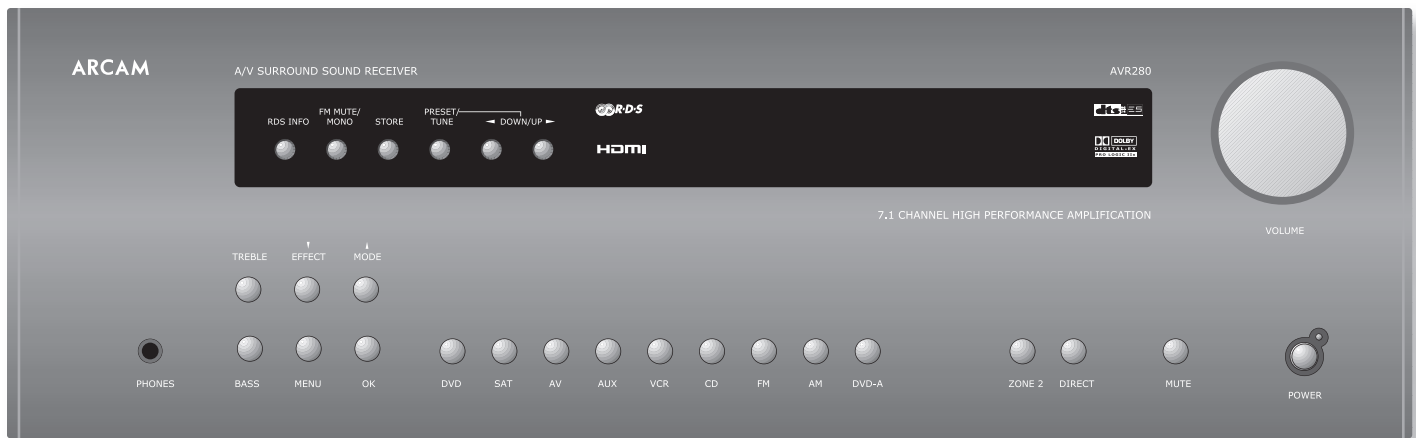 ARCAM
A/V SURROUND SOUND RECEIVER
AVR280
RDS INFO
FM MUTE/
MONO
STORE
PRESET/
TUNE
◄ DOWN/UP ►
R·D·S
HDMI
dts ES
DOLBY
DIGITAL·EX
PRO LOGIC IIx
7.1 CHANNEL HIGH PERFORMANCE AMPLIFICATION
VOLUME
TREBLE
EFFECT
MODE
PHONES
BASS
MENU
OK
DVD
SAT
AV
AUX
VCR
CD
FM
AM
DVD-A
ZONE 2
DIRECT
MUTE
POWER